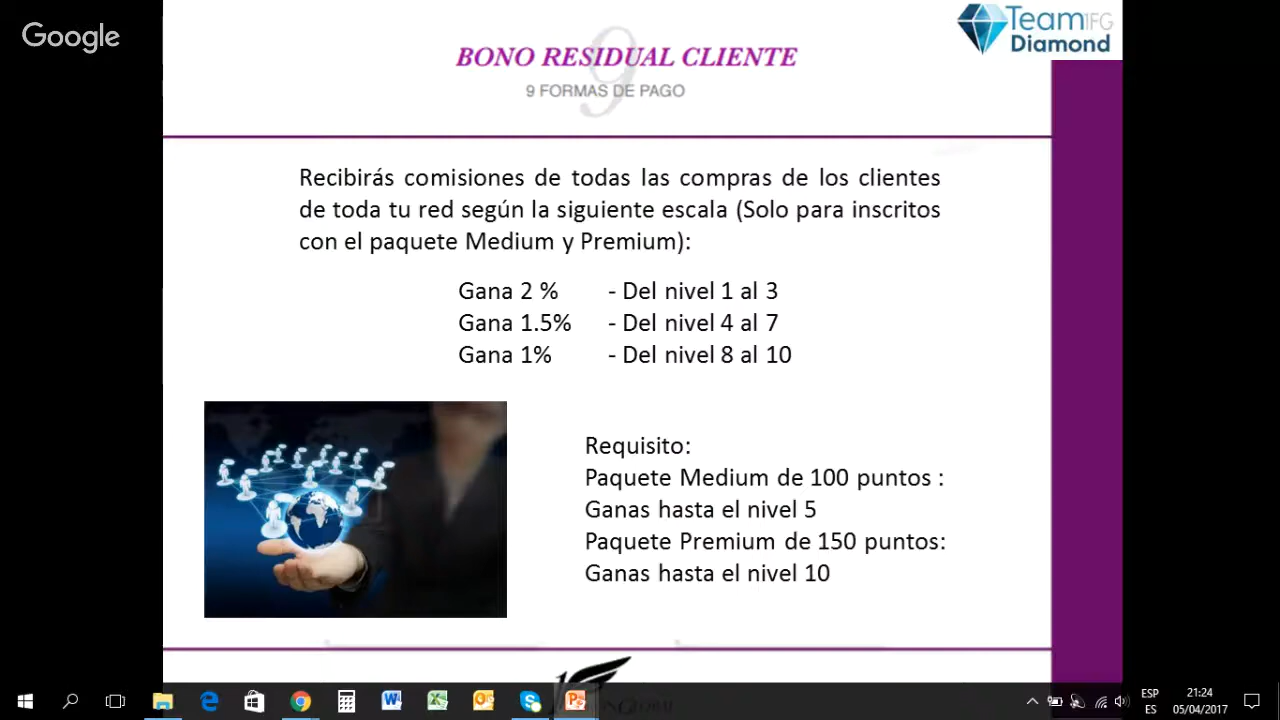 Google
Team 1FG
Diamond
BONO RESIDUAL CLIENTE
9
9 FORMAS DE PAGO
Recibirás comisiones de todas las compras de los clientes
de toda tu red según la siguiente escala (Solo para inscritos
con el paquete Medium y Premium):
Gana 2 % - Del nivel 1 al 3
Gana 1.5% - Del nivel 4 al 7
Gana 1% - Del nivel 8 al 10
Requisito:
Paquete Medium de 100 puntos :
Ganas hasta el nivel 5
Paquete Premium de 150 puntos:
Ganas hasta el nivel 10
ESP 21:24
ES 05/04/2017